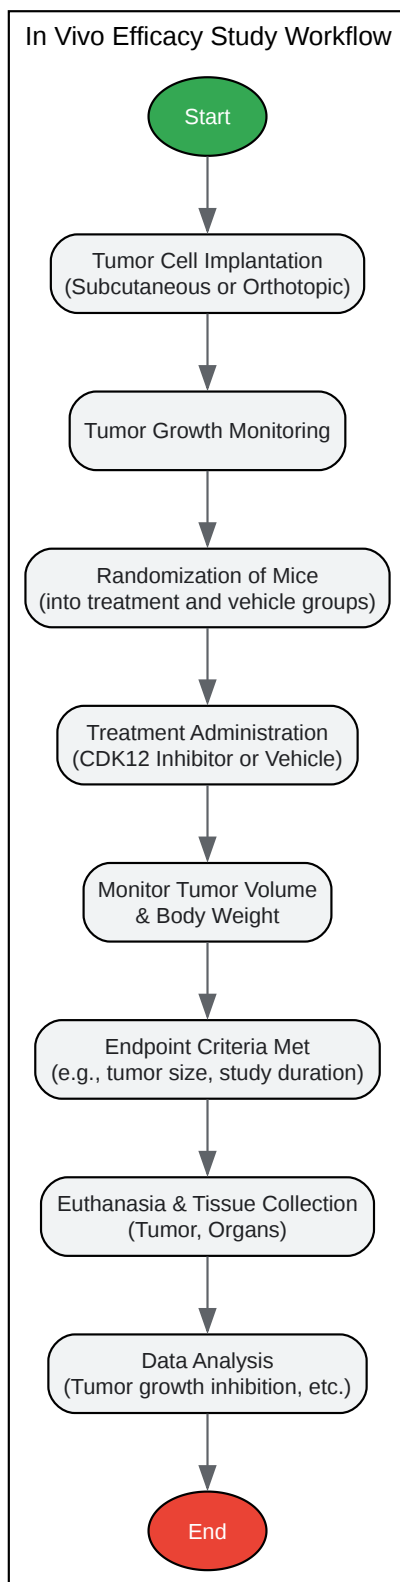 In Vivo Efficacy Study Workflow
Start
Tumor Cell Implantation
(Subcutaneous or Orthotopic)
Tumor Growth Monitoring
Randomization of Mice
(into treatment and vehicle groups)
Treatment Administration
(CDK12 Inhibitor or Vehicle)
Monitor Tumor Volume
& Body Weight
Endpoint Criteria Met
(e.g., tumor size, study duration)
Euthanasia & Tissue Collection
(Tumor, Organs)
Data Analysis
(Tumor growth inhibition, etc.)
End